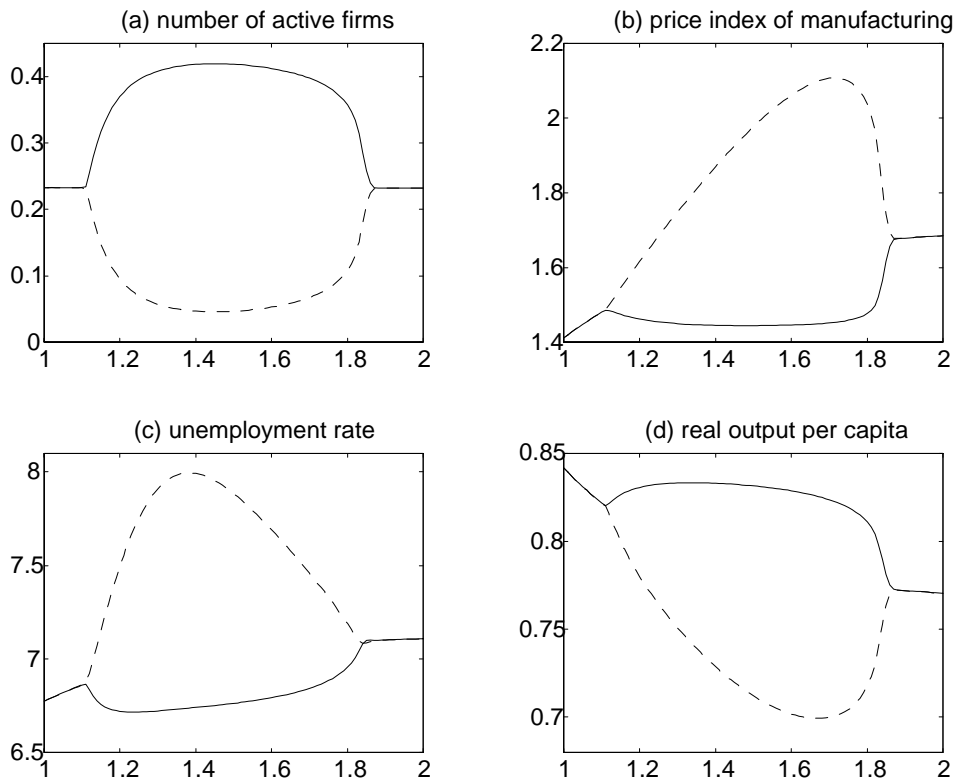 (a) number of active firms
0.4
0.3
0.2
0.1
0
1 1.2 1.4 1.6 1.8 2
(b) price index of manufacturing
2.2
2
1.8
1.6
1.4
1 1.2 1.4 1.6 1.8 2
(c) unemployment rate
8
7.5
7
6.5
1 1.2 1.4 1.6 1.8 2
(d) real output per capita
0.85
0.8
0.75
0.7
1 1.2 1.4 1.6 1.8 2